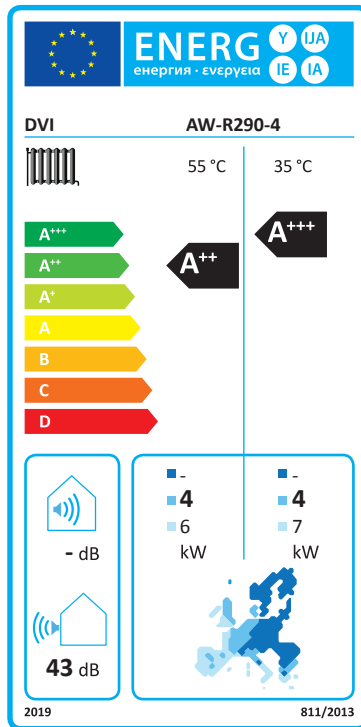 ENERG Y IJA
енергия · ενεργεια IE IA
DVI AW-R290-4
55 °C 35 °C
A+++ A+++
A++ A++
A+
A
B
C
D
- -
4 4
6 7
- dB kW kW
43 dB
2019 811/2013